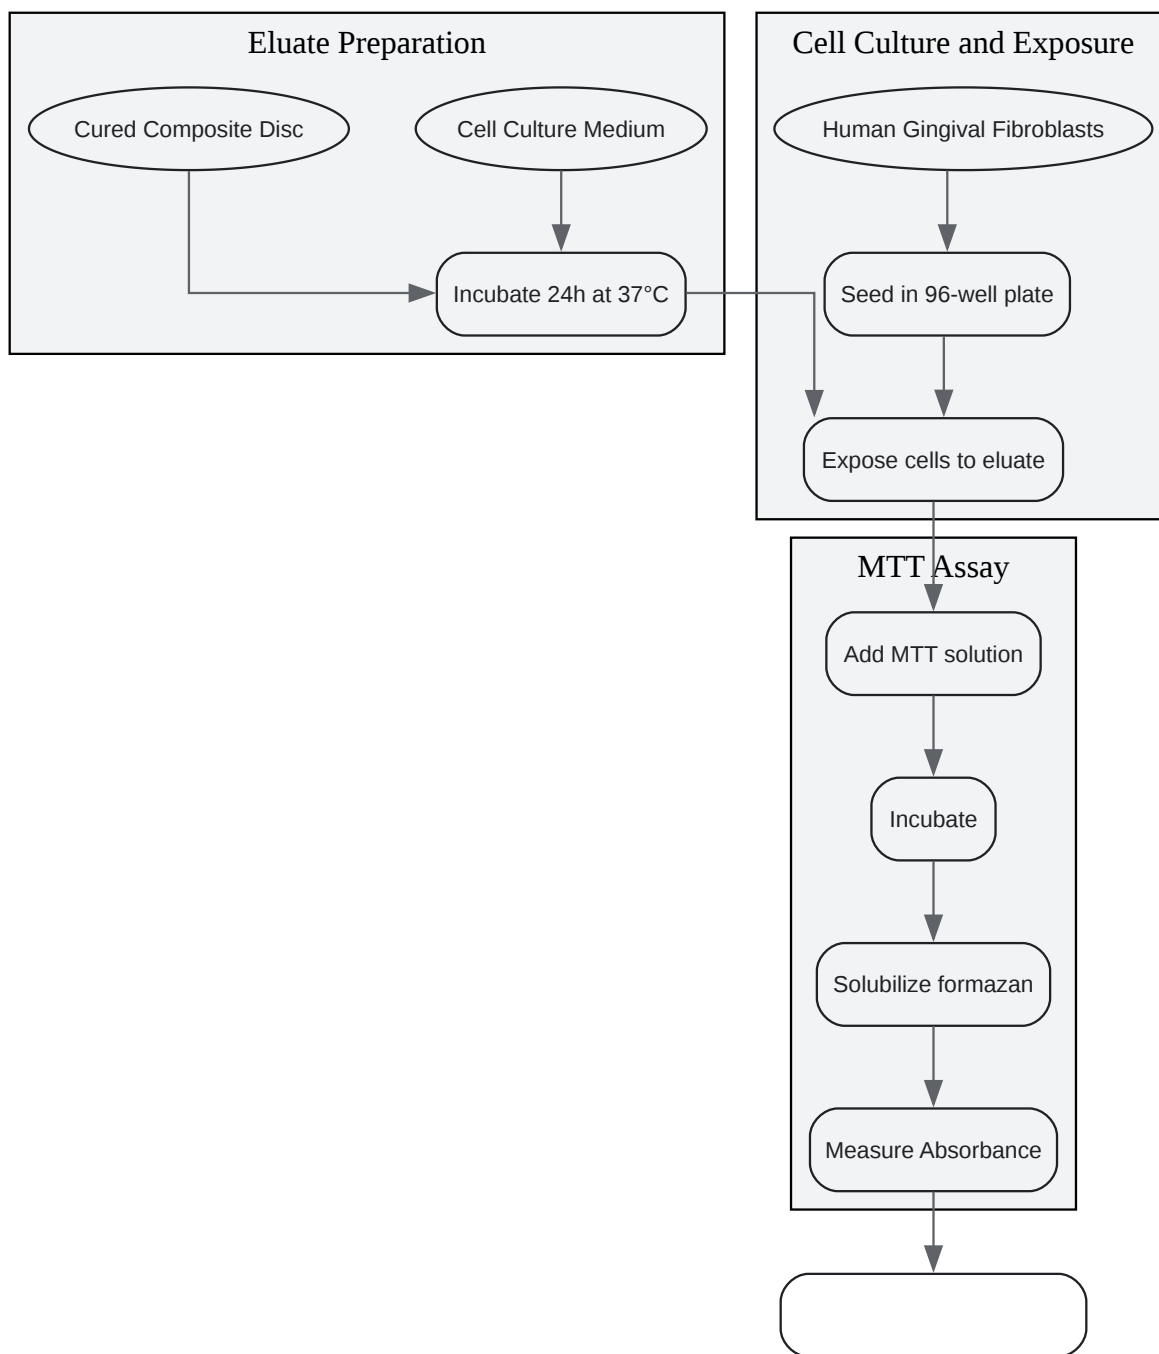 Eluate Preparation
Cured Composite Disc
Cell Culture Medium
Incubate 24h at 37°C
Cell Culture and Exposure
Human Gingival Fibroblasts
Seed in 96-well plate
Expose cells to eluate
MTT Assay
Add MTT solution
Incubate
Solubilize formazan
Measure Absorbance